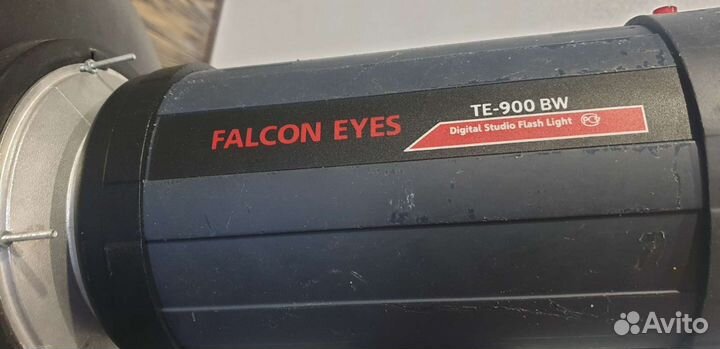 FALCON EYES
TE-900 BW
Digital Studio Flash Light
Avito